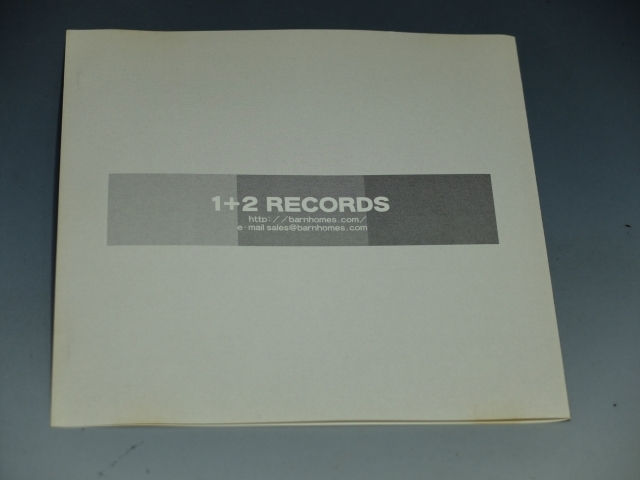 1+2 RECORDS
http://barnhomes.com/
e-mail sales@barnhomes.com